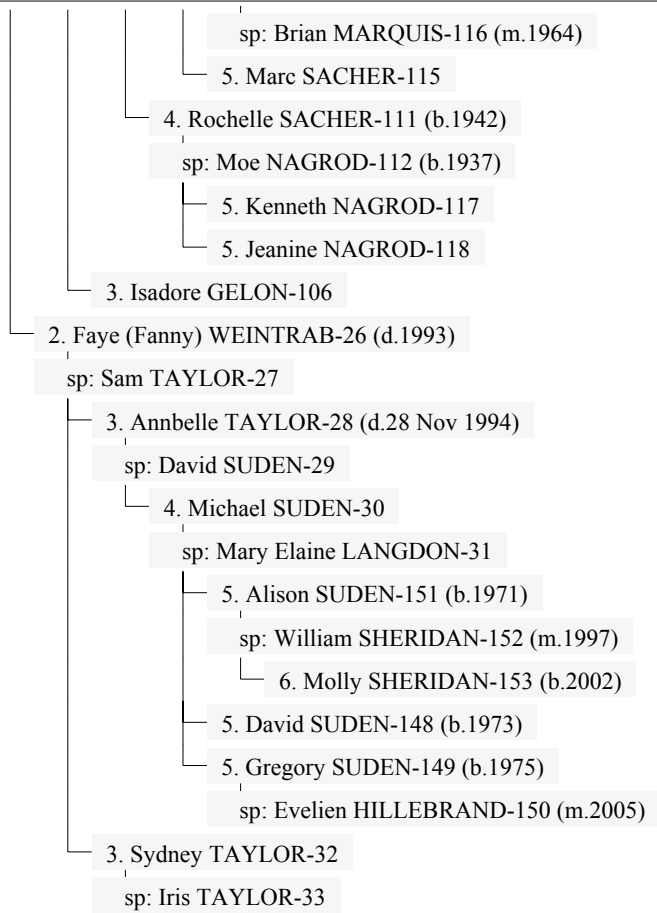 sp: Brian MARQUIS-116 (m.1964)
5. Marc SACHER-115
4. Rochelle SACHER-111 (b.1942)
sp: Moe NAGROD-112 (b.1937)
5. Kenneth NAGROD-117
5. Jeanine NAGROD-118
3. Isadore GELON-106
2. Faye (Fanny) WEINTRAB-26 (d.1993)
sp: Sam TAYLOR-27
3. Annbelle TAYLOR-28 (d.28 Nov 1994)
sp: David SUDEN-29
4. Michael SUDEN-30
sp: Mary Elaine LANGDON-31
5. Alison SUDEN-151 (b.1971)
sp: William SHERIDAN-152 (m.1997)
6. Molly SHERIDAN-153 (b.2002)
5. David SUDEN-148 (b.1973)
5. Gregory SUDEN-149 (b.1975)
sp: Evelien HILLEBRAND-150 (m.2005)
3. Sydney TAYLOR-32
sp: Iris TAYLOR-33